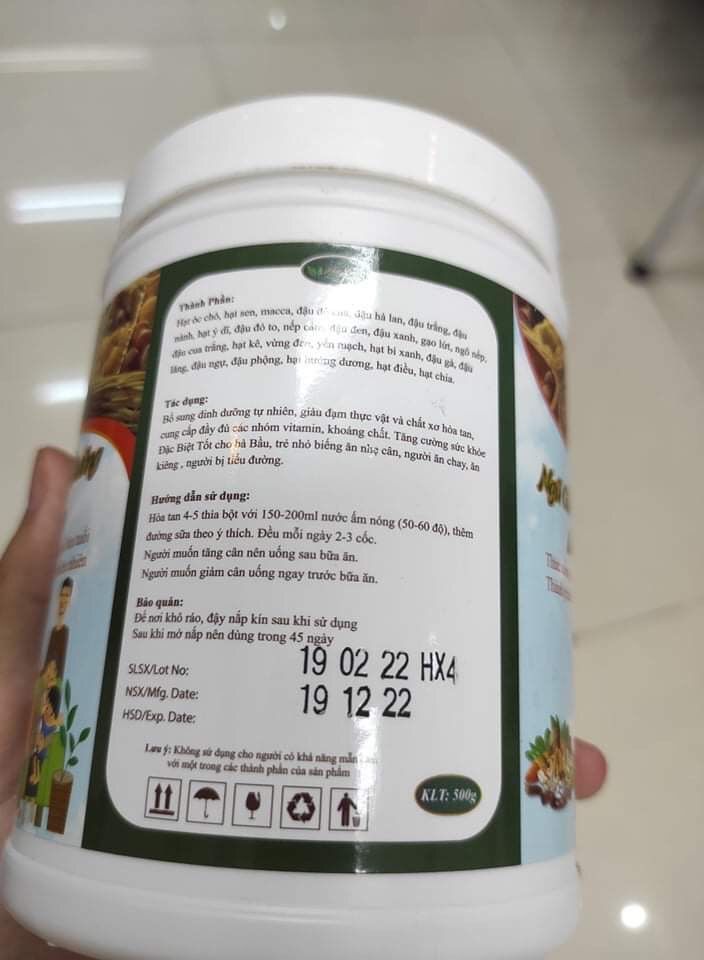 Thành Phần:
Hạt óc chó, hạt sen, macca, đậu đỏ đậu hà lan, đậu trắng, đậu
nành, hạt ý dĩ, đậu đỏ to, nếp cẩm, đậu đen, đậu xanh, gạo lứt, ngô nếp,
đậu cua trắng, hạt kê, vừng đen, yến mạch, hạt bí xanh, đậu gà, đậu
lăng, đậu ngự, đậu phộng, hạt hướng dương, hạt điều, hạt chia.
Tác dụng:
Bổ sung dinh dưỡng tự nhiên, giàu đạm thực vật và chất xơ hòa tan,
cung cấp đầy đủ các nhóm vitamin, khoáng chất. Tăng cường sức khỏe
Đặc Biệt Tốt cho bà Bầu, trẻ nhỏ biếng ăn nhẹ cân, người ăn chay, ăn
kiêng , người bị tiểu đường.
Hướng dẫn sử dụng:
Hòa tan 4-5 thìa bột với 150-200ml nước ấm nóng (50-60 độ), thêm
đường sữa theo ý thích. Đều mỗi ngày 2-3 cốc.
Người muốn tăng cân nên uống sau bữa ăn.
Người muốn giảm cân uống ngay trước bữa ăn.
Bảo quản:
Để nơi khô ráo, đậy nắp kín sau khi sử dụng
Sau khi mở nắp nên dùng trong 45 ngày
SLSX/Lot No:
NSX/Mfg. Date:
HSD/Exp. Date:
19 02 22 HX4
19 12 22
Lưu ý: Không sử dụng cho người có khả năng mẫn
với một trong các thành phần của sản phẩm
KLT: 500g